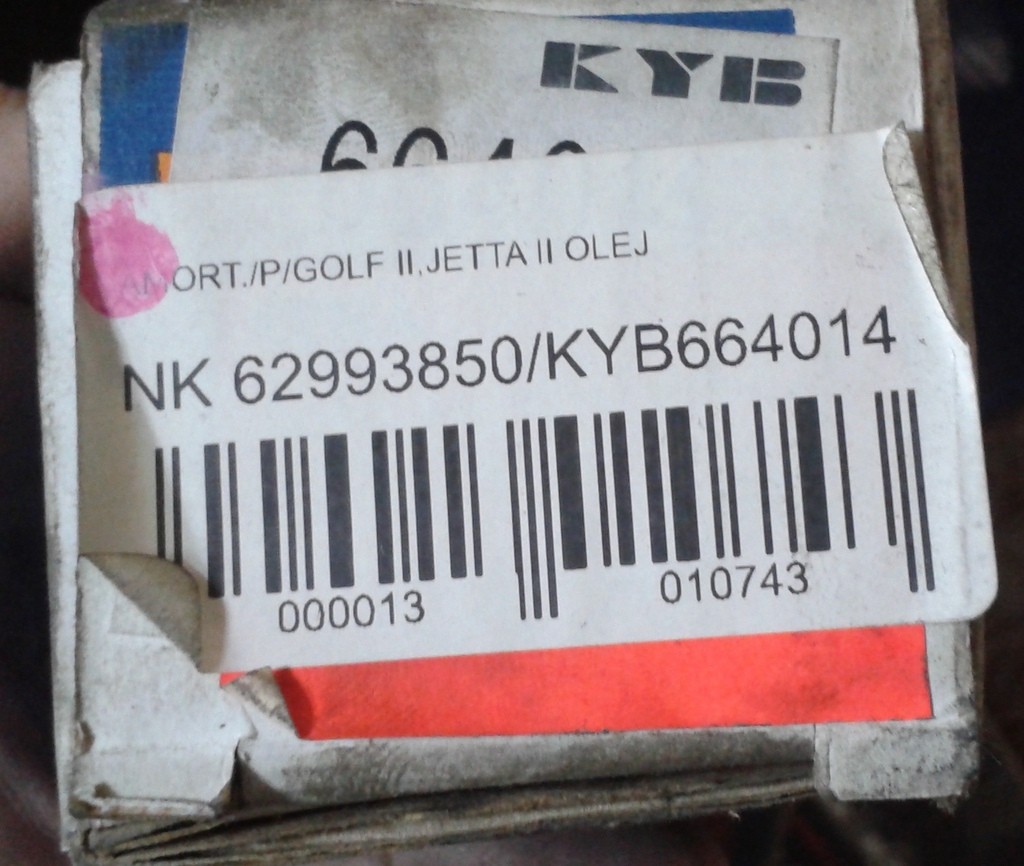 KYB
AMORT./P/GOLF II,JETTA II OLEJ
NK 62993850/KYB664014
000013 010743